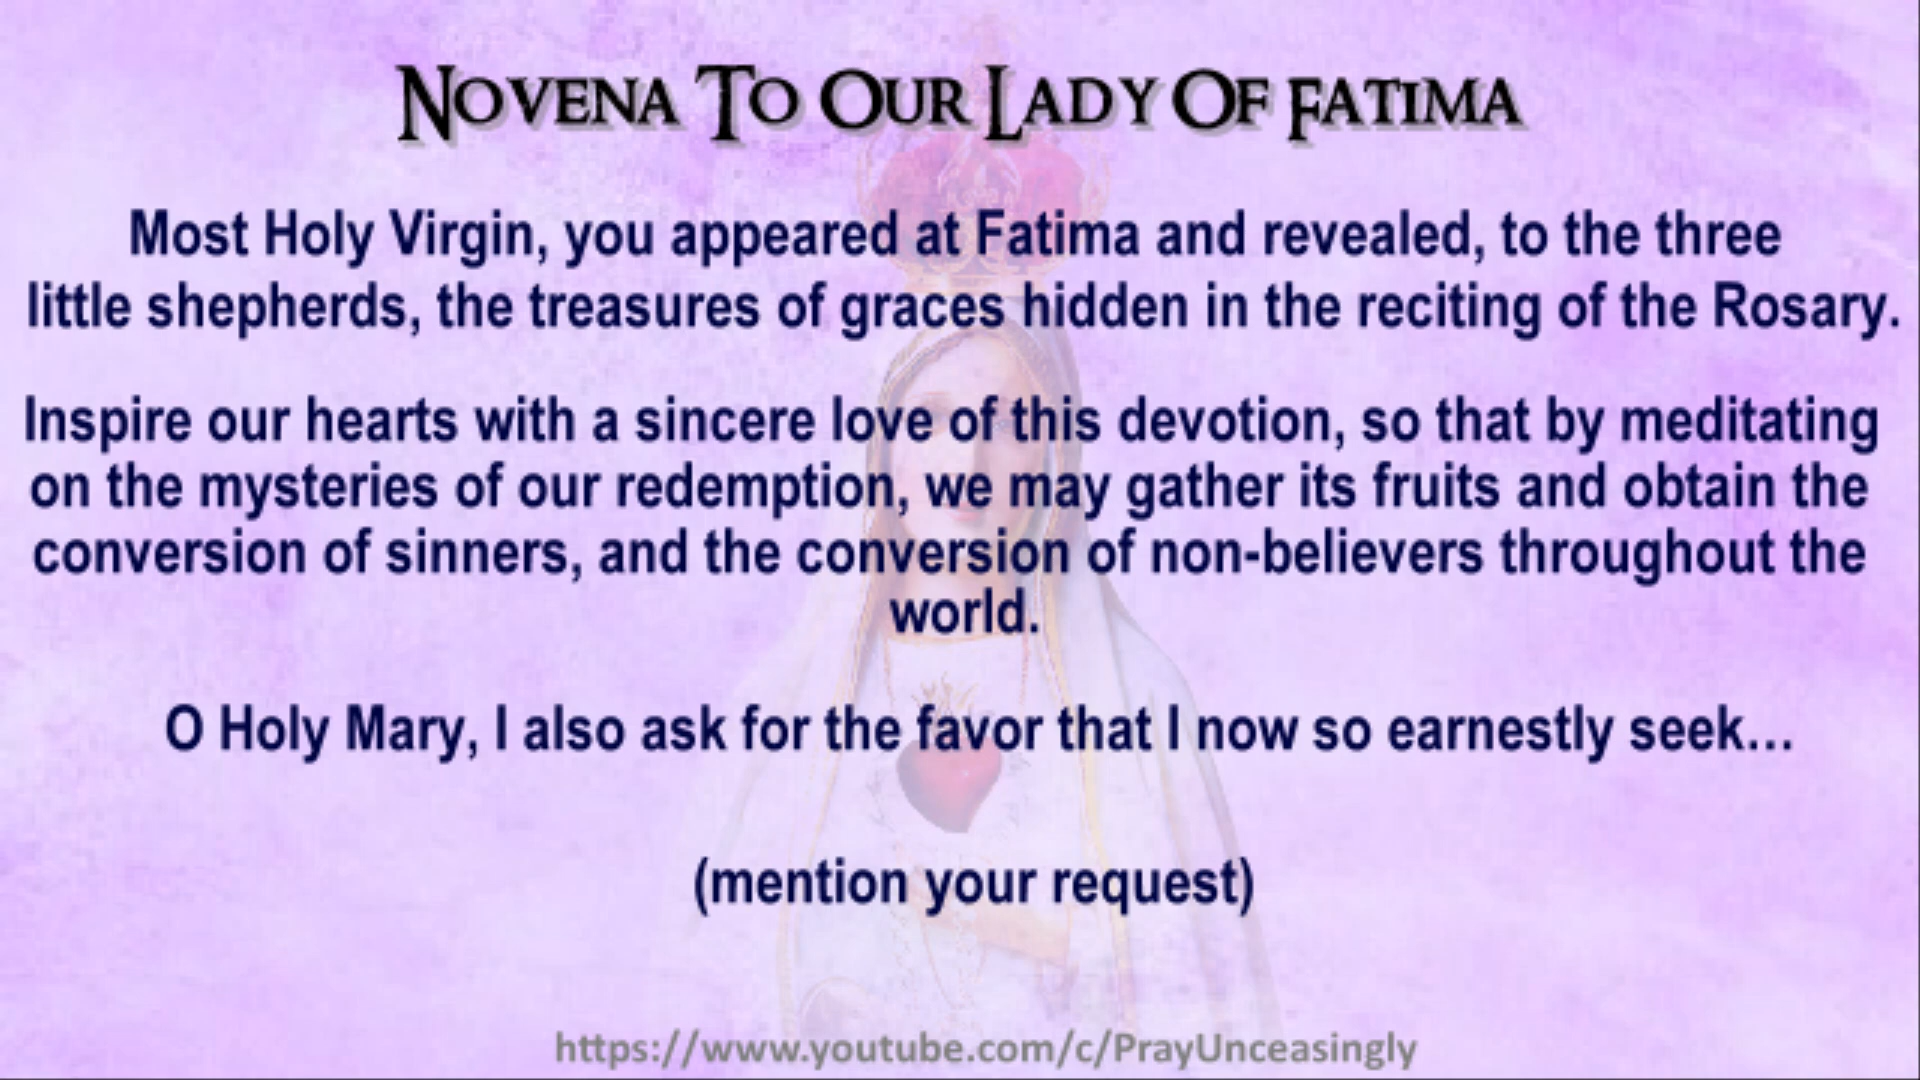 Novena To Our Lady Of Fatima
Most Holy Virgin, you appeared at Fatima and revealed, to the three
little shepherds, the treasures of graces hidden in the reciting of the Rosary.
Inspire our hearts with a sincere love of this devotion, so that by meditating
on the mysteries of our redemption, we may gather its fruits and obtain the
conversion of sinners, and the conversion of non-believers throughout the
world.
O Holy Mary, I also ask for the favor that I now so earnestly seek...
(mention your request)
https://www.youtube.com/c/PrayUnceasingly